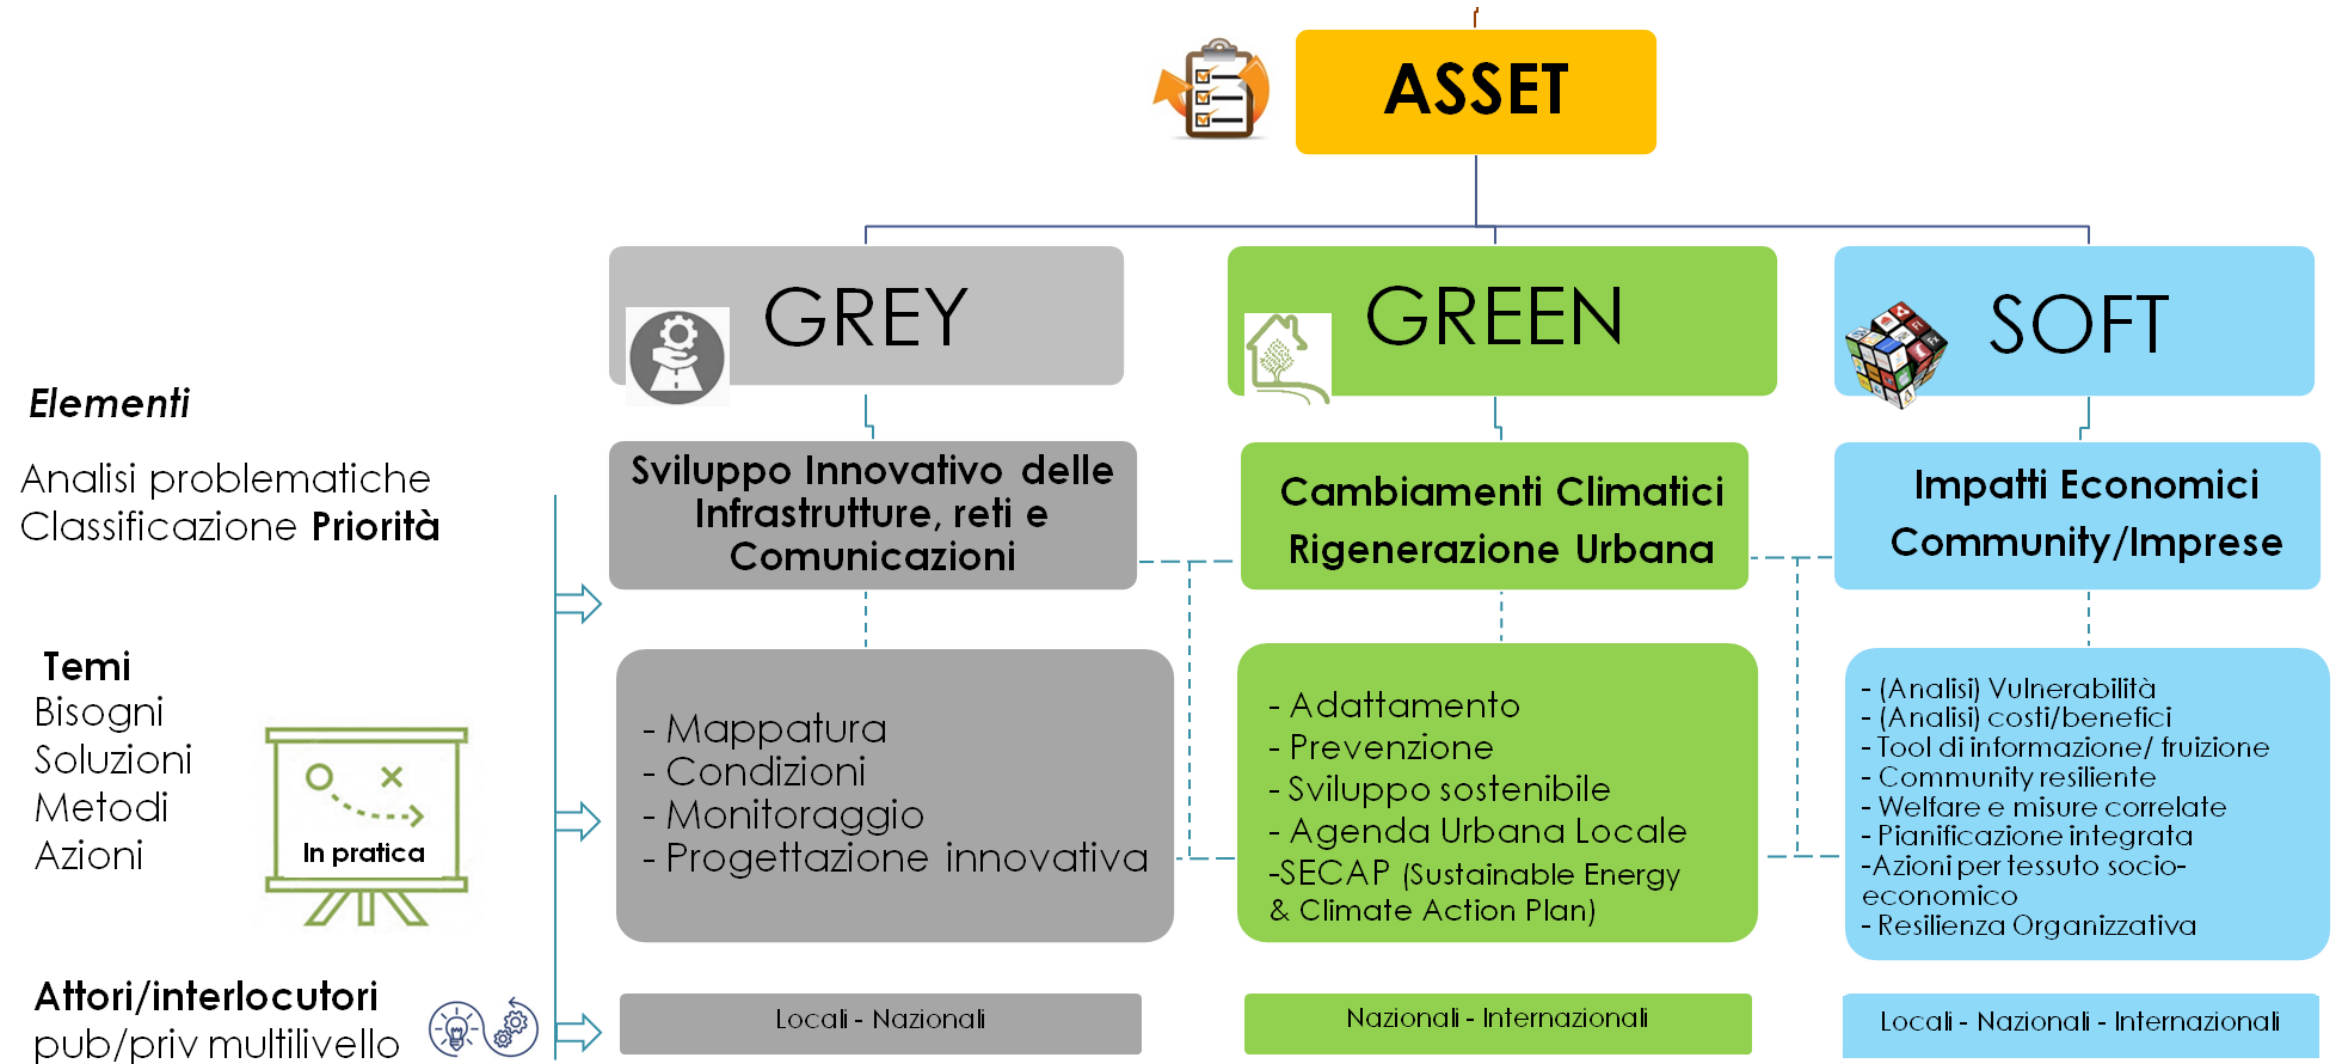 ASSET
GREY
GREEN
SOFT
Elementi
Analisi problematiche
Classificazione Priorità
Sviluppo Innovativo delle
Infrastrutture, reti e
Comunicazioni
Cambiamenti Climatici
Rigenerazione Urbana
Impatti Economici
Community/Imprese
Temi
Bisogni
Soluzioni
Metodi
Azioni
In pratica
- Mappatura
- Condizioni
- Monitoraggio
- Progettazione innovativa
- Adattamento
- Prevenzione
- Sviluppo sostenibile
- Agenda Urbana Locale
-SECAP (Sustainable Energy
& Climate Action Plan)
- (Analisi) Vulnerabilità
- (Analisi) costi/benefici
- Tool di informazione/ fruizione
- Community resiliente
- Welfare e misure correlate
- Pianificazione integrata
-Azioni per tessuto socio-
economico
- Resilienza Organizzativa
Attori/interlocutori
pub/priv multilivello
Locali - Nazionali
Nazionali - Internazionali
Locali - Nazionali - Internazionali